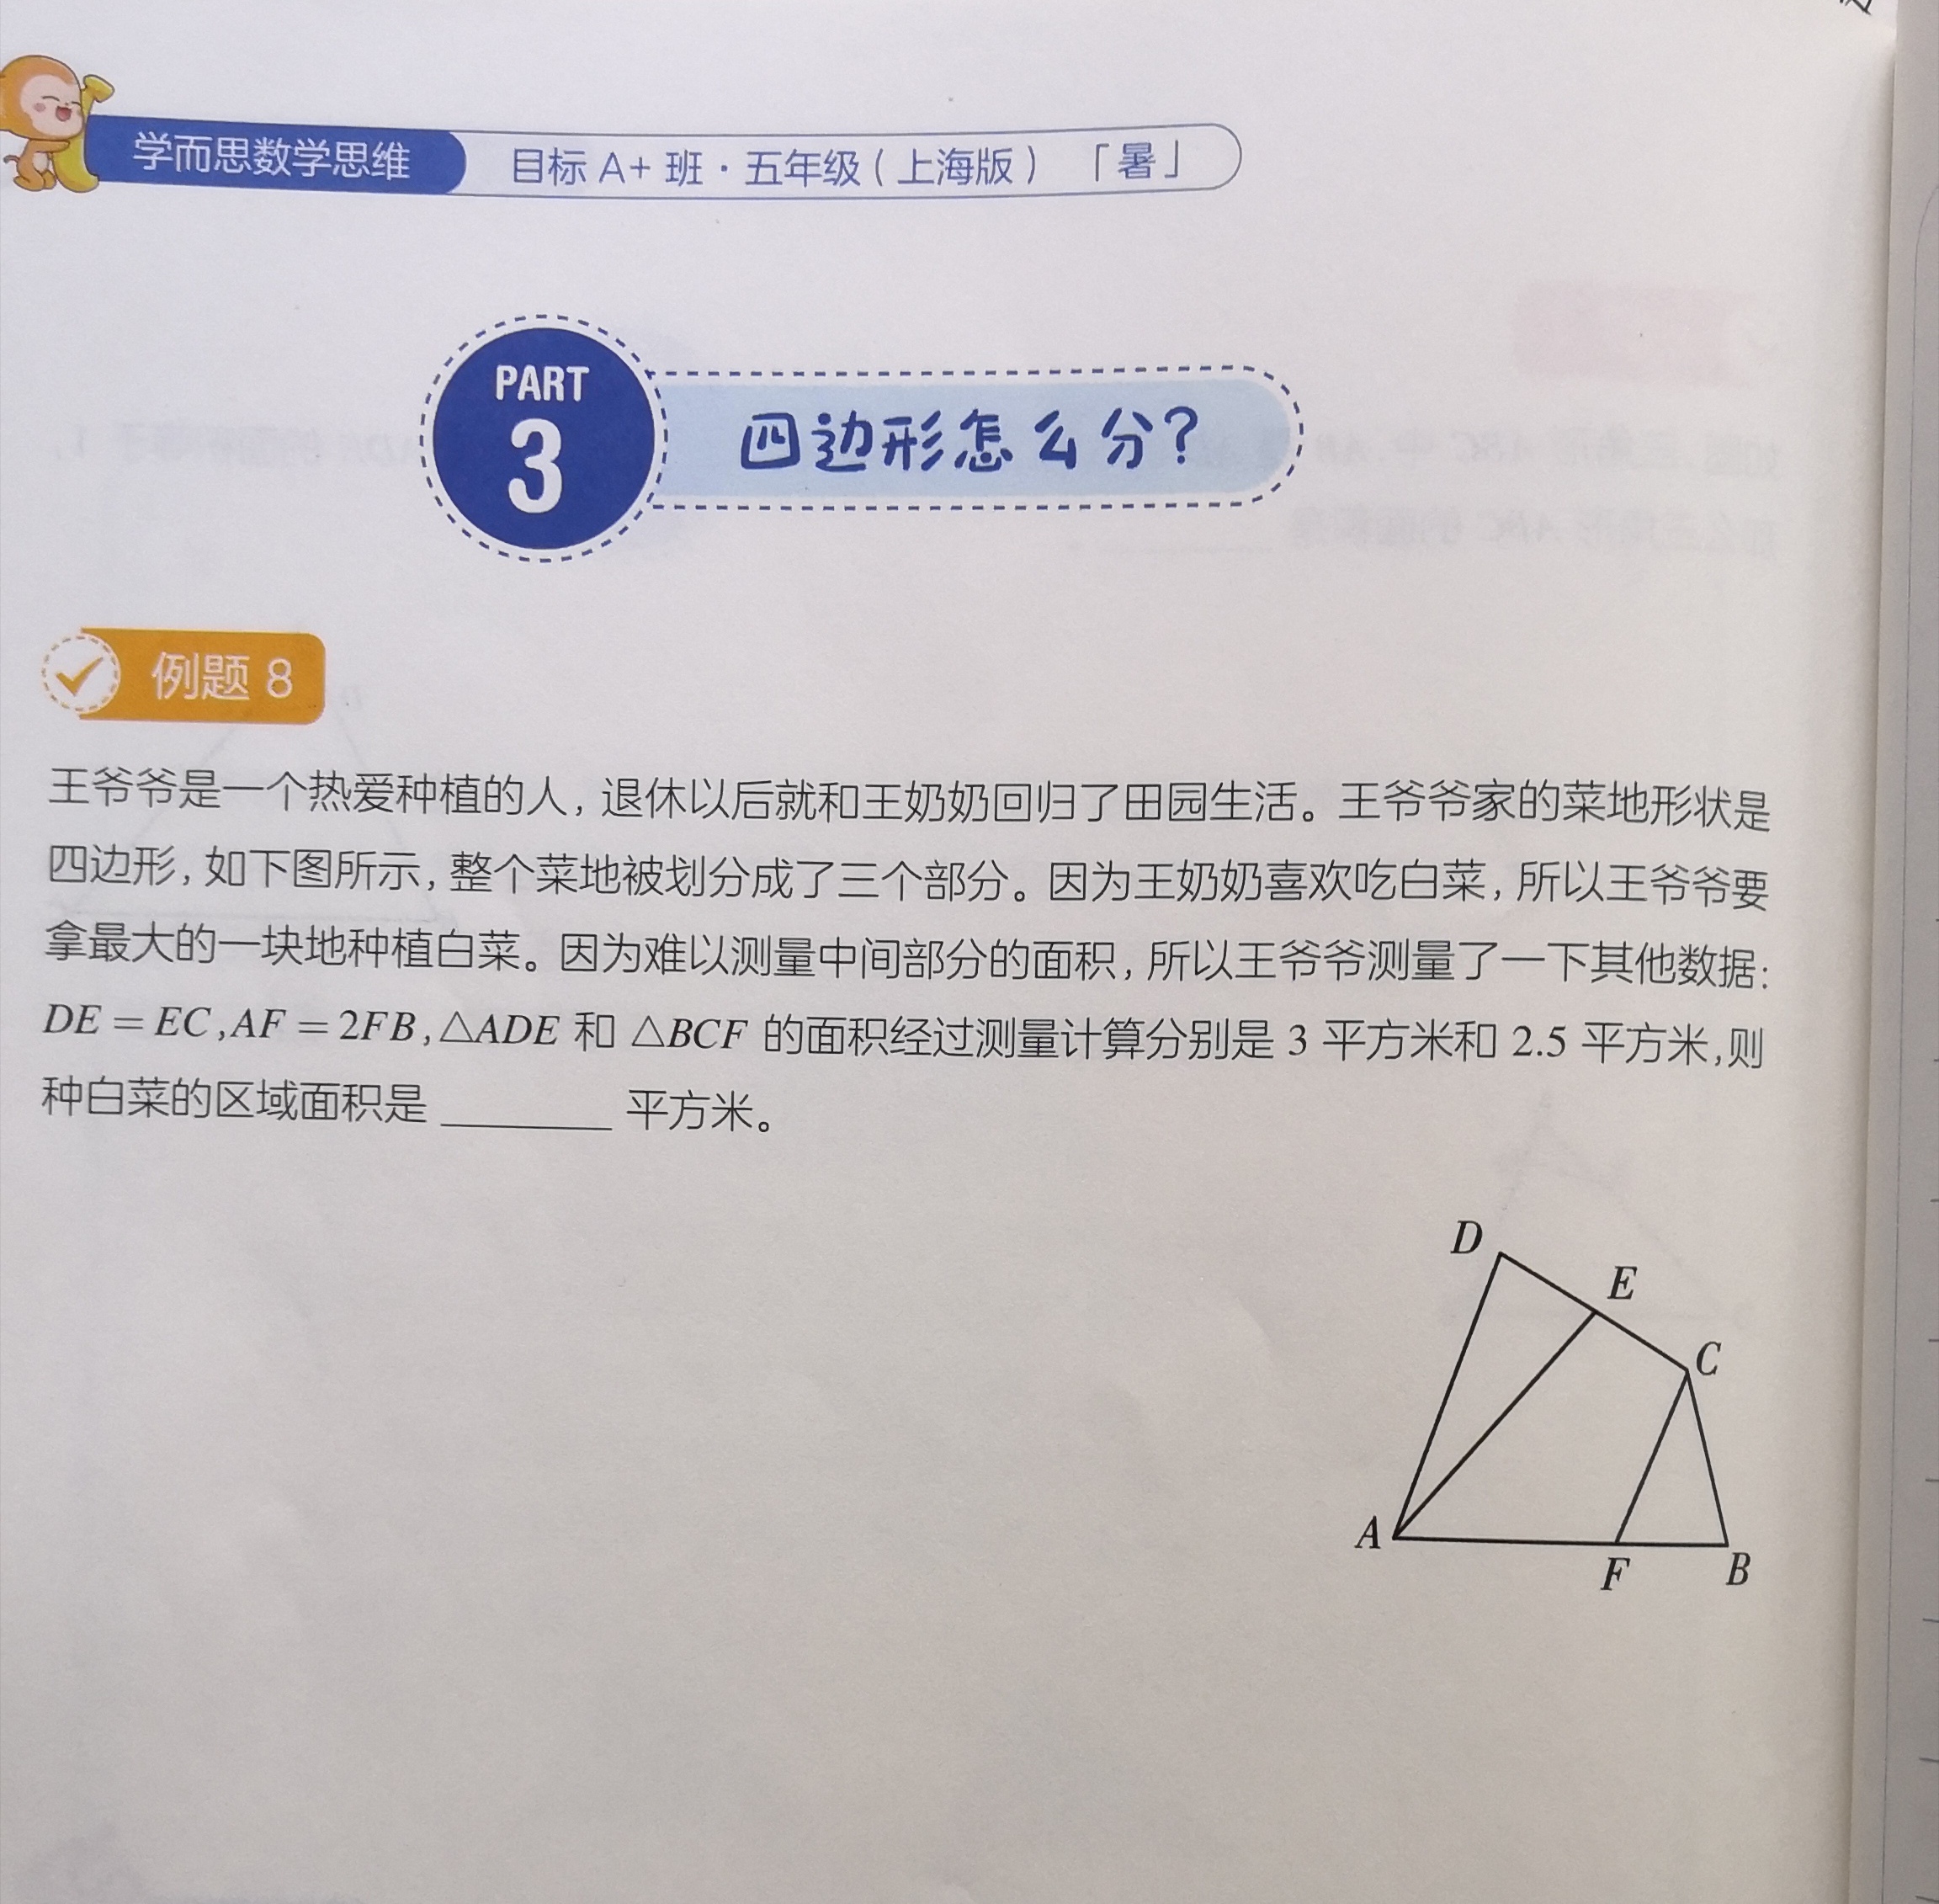 学而思数学思维 目标 A+ 班·五年级(上海版) 「暑」
PART
3
四边形怎么分?
例题 8
王爷爷是一个热爱种植的人,退休以后就和王奶奶回归了田园生活。王爷爷家的菜地形状是
四边形,如下图所示,整个菜地被划分成了三个部分。因为王奶奶喜欢吃白菜,所以王爷爷要
拿最大的一块地种植白菜。因为难以测量中间部分的面积,所以王爷爷测量了一下其他数据:
DE=EC,AF=2FB,△ADE 和 △BCF 的面积经过测量计算分别是 3 平方米和 2.5 平方米,则
种白菜的区域面积是 ________ 平方米。
D
E
C
A
F
B